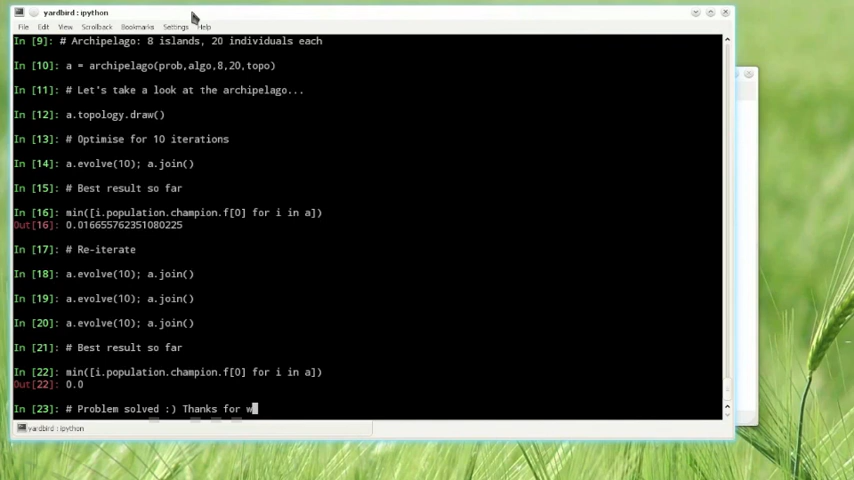 yardbird : ipython
File Edit View Scrollback Bookmarks Settings Help
In [9]: # Archipelago: 8 islands, 20 individuals each
In [10]: a = archipelago(prob,algo,8,20,topo)
In [11]: # Let's take a look at the archipelago...
In [12]: a.topology.draw()
In [13]: # Optimise for 10 iterations
In [14]: a.evolve(10); a.join()
In [15]: # Best result so far
In [16]: min([i.population.champion.f[0] for i in a])
Out[16]: 0.016655762351080225
In [17]: # Re-iterate
In [18]: a.evolve(10); a.join()
In [19]: a.evolve(10); a.join()
In [20]: a.evolve(10); a.join()
In [21]: # Best result so far
In [22]: min([i.population.champion.f[0] for i in a])
Out[22]: 0.0
In [23]: # Problem solved :) Thanks for w
yardbird : ipython